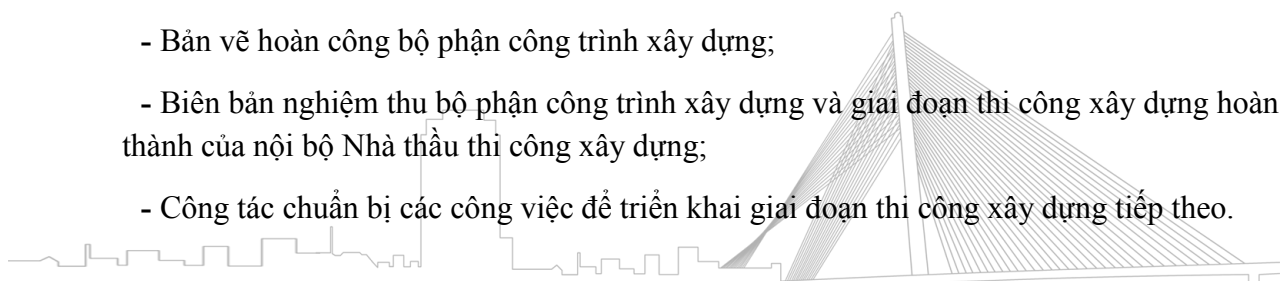 - Bản vẽ hoàn công bộ phận công trình xây dựng;
- Biên bản nghiệm thu bộ phận công trình xây dựng và giai đoạn thi công xây dựng hoàn
thành của nội bộ Nhà thầu thi công xây dựng;
- Công tác chuẩn bị các công việc để triển khai giai đoạn thi công xây dựng tiếp theo.